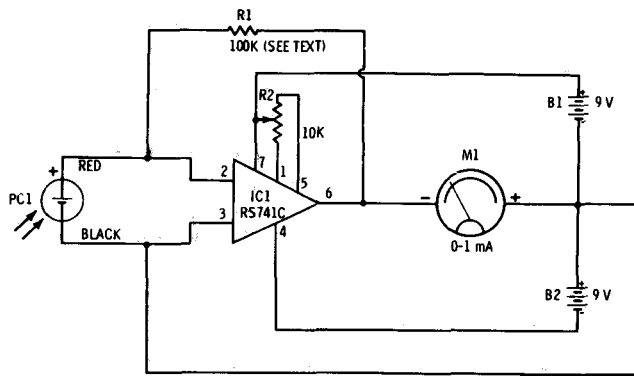 R1
100K (SEE TEXT)
R2
10K
B1
9 V
+
RED
PC1
BLACK
2
3
7
1
5
6
4
IC1
RS741C
M1
-
+
0-1 mA
+
B2
9 V
+